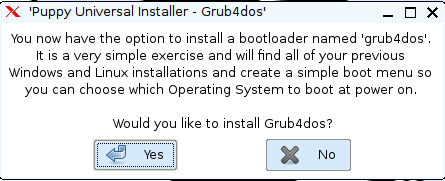 'Puppy Universal Installer - Grub4dos'
You now have the option to install a bootloader named 'grub4dos'.
It is a very simple exercise and will find all of your previous
Windows and Linux installations and create a simple boot menu so
you can choose which Operating System to boot at power on.
Would you like to install Grub4dos?
Yes
No